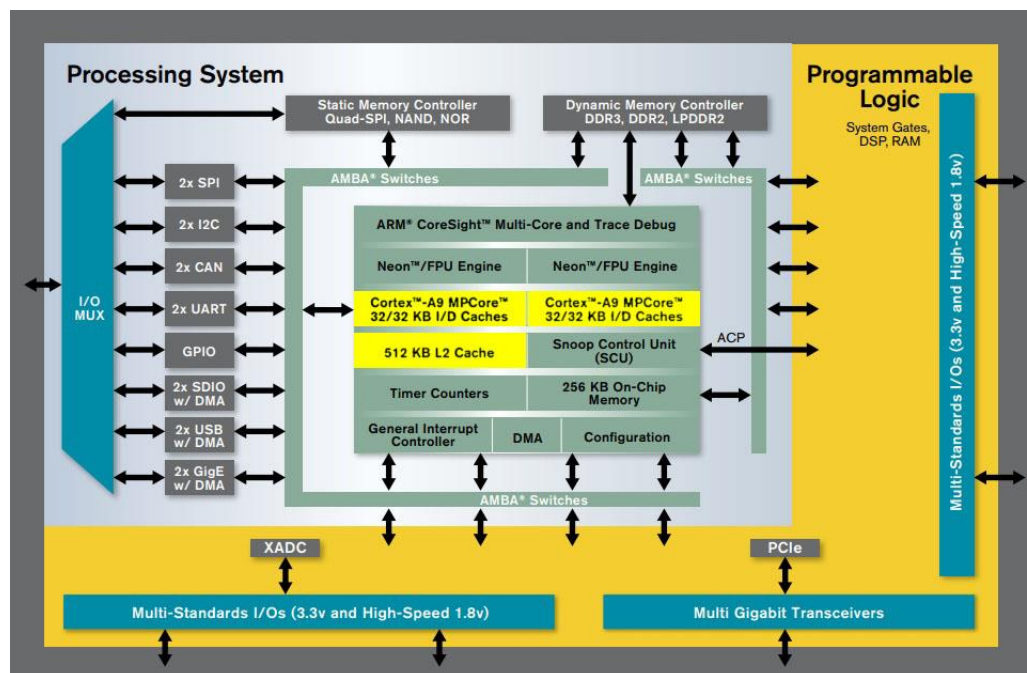 Processing System
Programmable
Logic
System Gates,
DSP, RAM
Static Memory Controller
Quad-SPI, NAND, NOR
Dynamic Memory Controller
DDR3, DDR2, LPDDR2
AMBA® Switches
AMBA® Switches
I/O
MUX
2x SPI
2x I2C
2x CAN
2x UART
GPIO
2x SDIO
w/ DMA
2x USB
w/ DMA
2x GigE
w/ DMA
ARM® CoreSight™ Multi-Core and Trace Debug
Neon™/FPU Engine
Neon™/FPU Engine
Cortex™-A9 MPCore™
32/32 KB I/D Caches
Cortex™-A9 MPCore™
32/32 KB I/D Caches
512 KB L2 Cache
Snoop Control Unit
(SCU)
ACP
Timer Counters
256 KB On-Chip
Memory
General Interrupt
Controller
DMA
Configuration
AMBA® Switches
Multi-Standards I/Os (3.3v and High-Speed 1.8v)
XADC
PCIe
Multi-Standards I/Os (3.3v and High-Speed 1.8v)
Multi Gigabit Transceivers